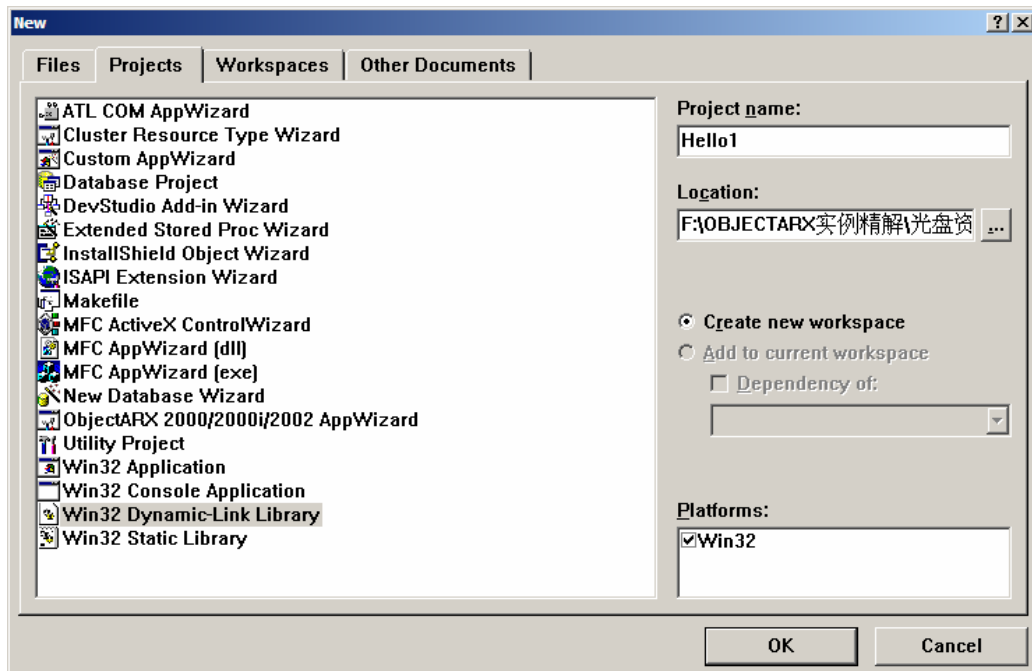 New
Files
Projects
Workspaces
Other Documents
ATL COM AppWizard
Cluster Resource Type Wizard
Custom AppWizard
Database Project
DevStudio Add-in Wizard
Extended Stored Proc Wizard
InstallShield Object Wizard
ISAPI Extension Wizard
Makefile
MFC ActiveX ControlWizard
MFC AppWizard (dll)
MFC AppWizard (exe)
New Database Wizard
ObjectARX 2000/2000i/2002 AppWizard
Utility Project
Win32 Application
Win32 Console Application
Win32 Dynamic-Link Library
Win32 Static Library
Project name:
Hello1
Location:
F:\OBJECTARX实例精解\光盘资
...
Create new workspace
Add to current workspace
Dependency of:
Platforms:
Win32
OK
Cancel